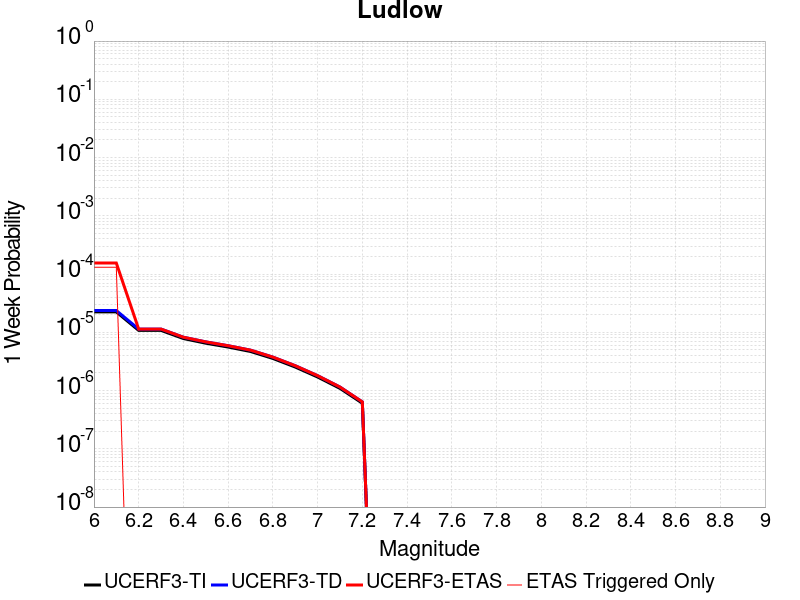 Ludlow
10^0
10^-1
10^-2
10^-3
10^-4
10^-5
10^-6
10^-7
10^-8
1 Week Probability
6 6.2 6.4 6.6 6.8 7 7.2 7.4 7.6 7.8 8 8.2 8.4 8.6 8.8 9
Magnitude
UCERF3-TI UCERF3-TD UCERF3-ETAS ETAS Triggered Only